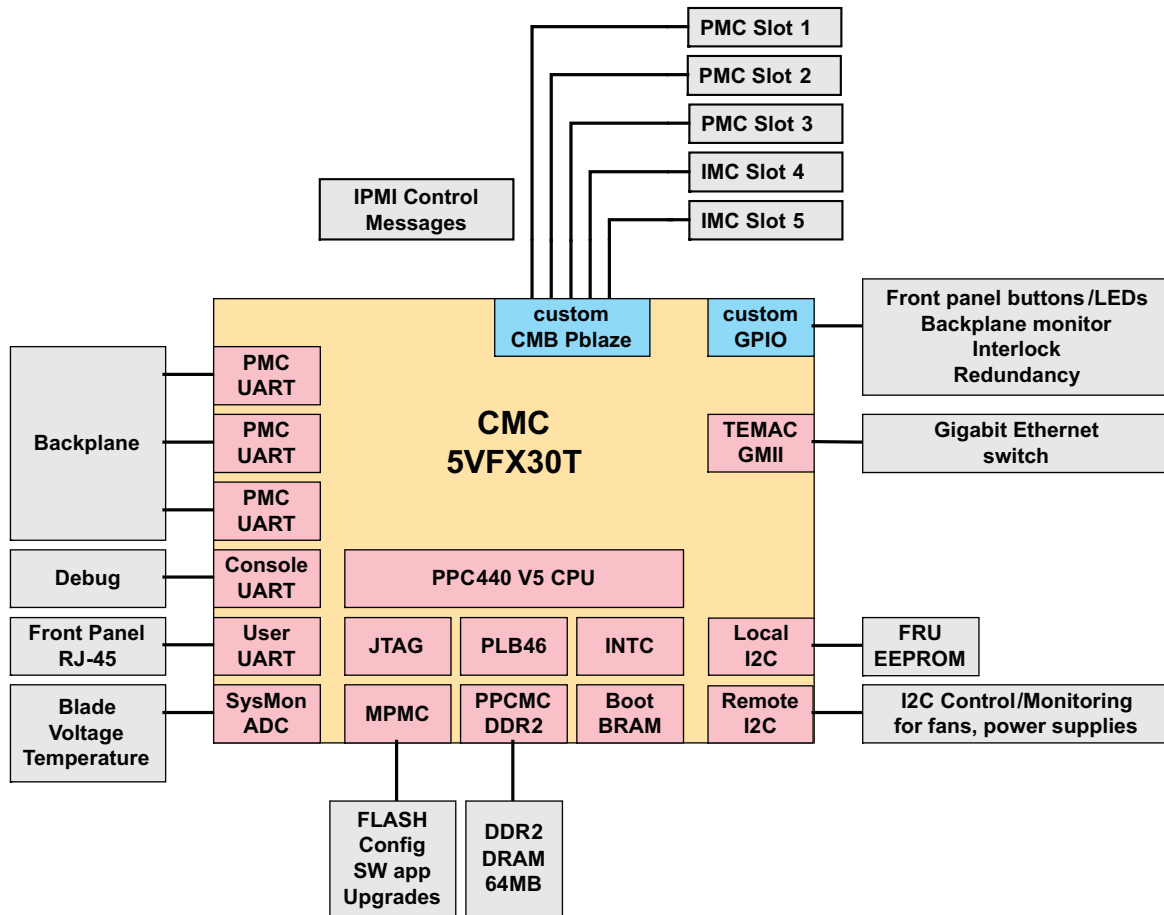 PMC Slot 1
PMC Slot 2
PMC Slot 3
IMC Slot 4
IMC Slot 5
IPMI Control
Messages
custom
CMB Pblaze
custom
GPIO
Front panel buttons/LEDs
Backplane monitor
Interlock
Redundancy
Backplane
PMC
UART
PMC
UART
PMC
UART
CMC
5VFX30T
TEMAC
GMII
Gigabit Ethernet
switch
Debug
Console
UART
PPC440 V5 CPU
Front Panel
RJ-45
User
UART
JTAG
PLB46
INTC
Local
I2C
FRU
EEPROM
Blade
Voltage
Temperature
SysMon
ADC
MPMC
PPCMC
DDR2
Boot
BRAM
Remote
I2C
I2C Control/Monitoring
for fans, power supplies
FLASH
Config
SW app
Upgrades
DDR2
DRAM
64MB